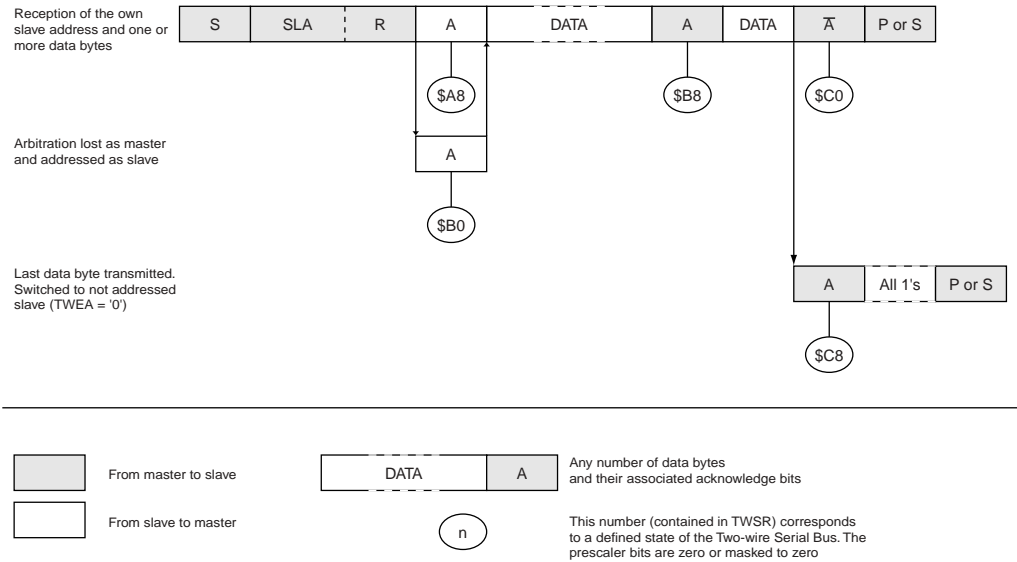 Reception of the own
slave address and one or
more data bytes
S SLA R A DATA A DATA A̅ P or S
$A8 $B8 $C0
Arbitration lost as master
and addressed as slave
A
$B0
Last data byte transmitted.
Switched to not addressed
slave (TWEA = '0')
A All 1's P or S
$C8
From master to slave
DATA A
Any number of data bytes
and their associated acknowledge bits
From slave to master
n
This number (contained in TWSR) corresponds
to a defined state of the Two-wire Serial Bus. The
prescaler bits are zero or masked to zero